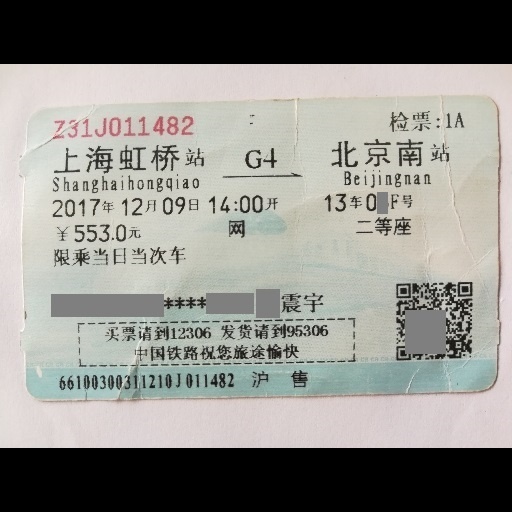 Z31J011482 检票:1A
上海虹桥站 G4 北京南站
Shanghaihongqiao Beijingnan
2017年12月09日14:00开 13车0 F号
¥553.0元 网 二等座
限乘当日当次车
**** 震宇
买票请到12306 发货请到95306
中国铁路祝您旅途愉快
66100300311210J011482 沪 售